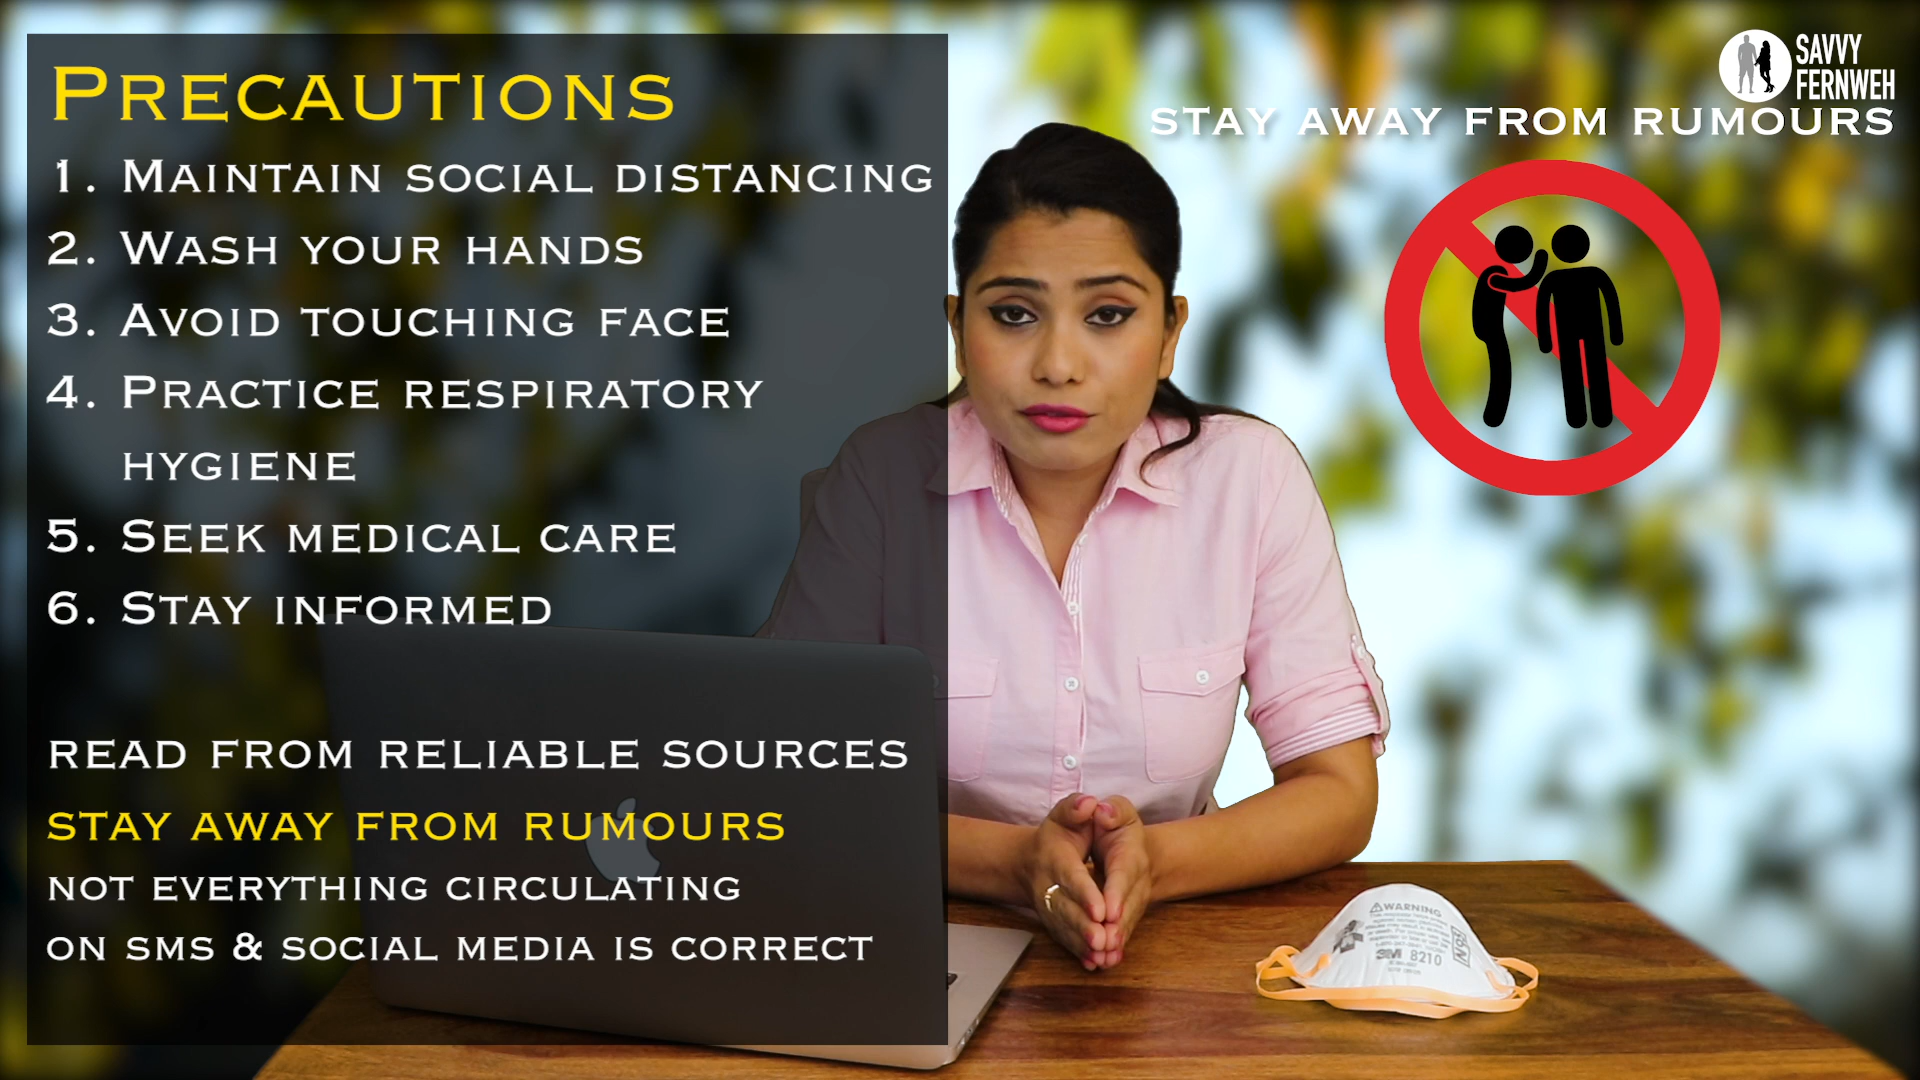 PRECAUTIONS
1. MAINTAIN SOCIAL DISTANCING
2. WASH YOUR HANDS
3. AVOID TOUCHING FACE
4. PRACTICE RESPIRATORY
HYGIENE
5. SEEK MEDICAL CARE
6. STAY INFORMED
READ FROM RELIABLE SOURCES
STAY AWAY FROM RUMOURS
NOT EVERYTHING CIRCULATING
ON SMS & SOCIAL MEDIA IS CORRECT
SAVVY
FERNWEH
STAY AWAY FROM RUMOURS
WARNING
3M 8210
N95